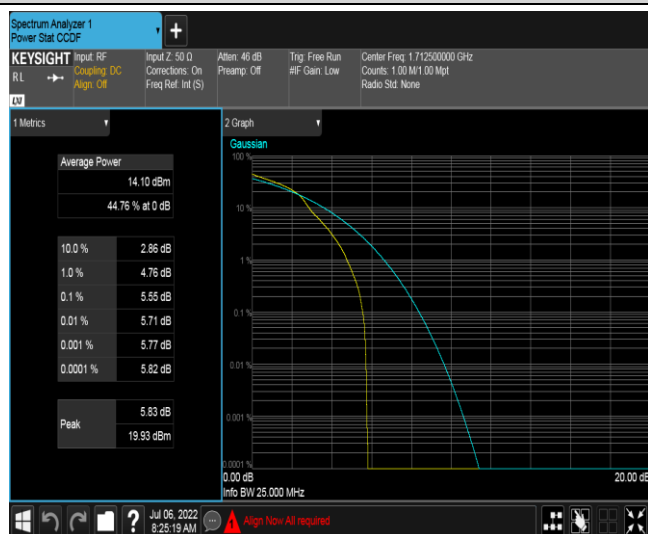 Spectrum Analyzer 1
Power Stat CCDF
+
KEYSIGHT
RL
LXI
Input: RF
Coupling: DC
Align: Off
Input Z: 50 Ω
Corrections: On
Freq Ref: Int (S)
Atten: 46 dB
Preamp: Off
Trig: Free Run
#IF Gain: Low
Center Freq: 1.712500000 GHz
Counts: 1.00 M/1.00 Mpt
Radio Std: None
1 Metrics
Average Power
14.10 dBm
44.76 % at 0 dB
10.0 % 2.86 dB
1.0 % 4.76 dB
0.1 % 5.55 dB
0.01 % 5.71 dB
0.001 % 5.77 dB
0.0001 % 5.82 dB
Peak 5.83 dB
19.93 dBm
2 Graph
Gaussian
100 %
10 %
1 %
0.1 %
0.01 %
0.001 %
0.0001 %
0.00 dB 20.00 dB
Info BW 25.000 MHz
?
Jul 06, 2022
8:25:19 AM
Align Now All required